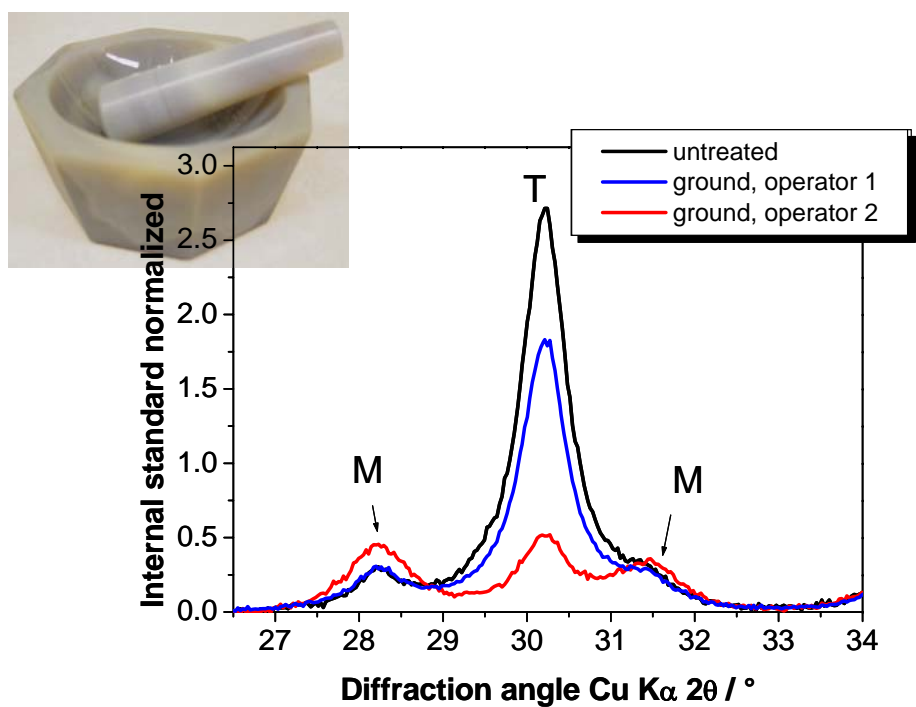 untreated
ground, operator 1
ground, operator 2
T
M
M
Internal standard normalized
3.0
2.5
2.0
1.5
1.0
0.5
0.0
27 28 29 30 31 32 33 34
Diffraction angle Cu Kα 2θ / °